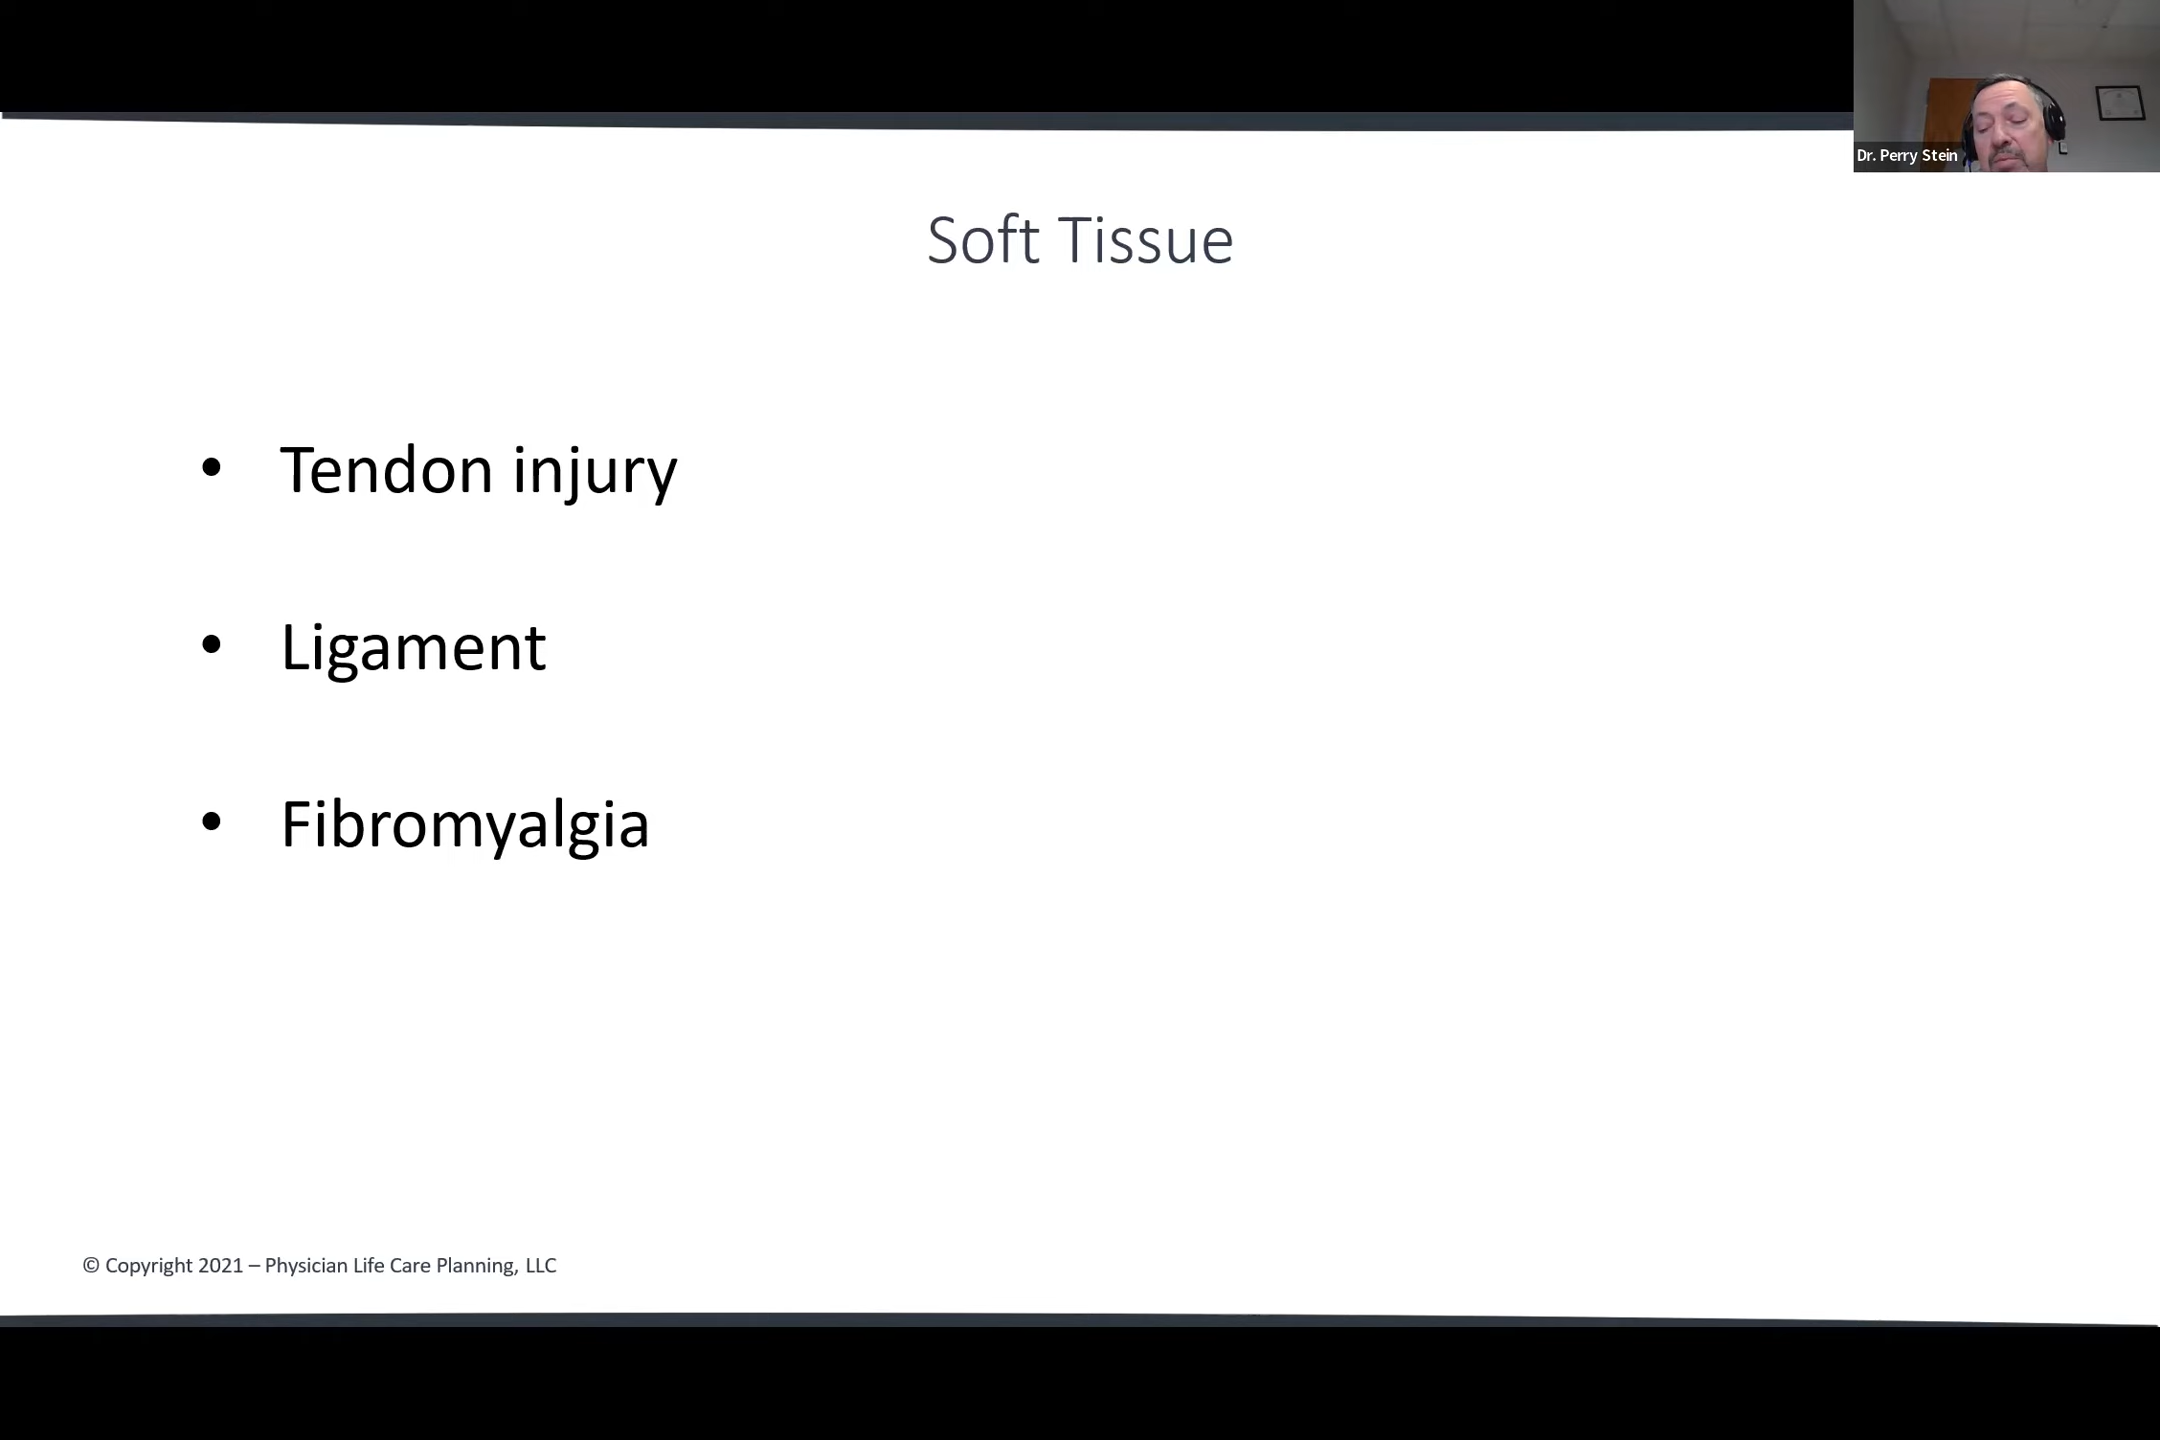 Dr. Perry Stein
Soft Tissue
• Tendon injury
• Ligament
• Fibromyalgia
© Copyright 2021 – Physician Life Care Planning, LLC